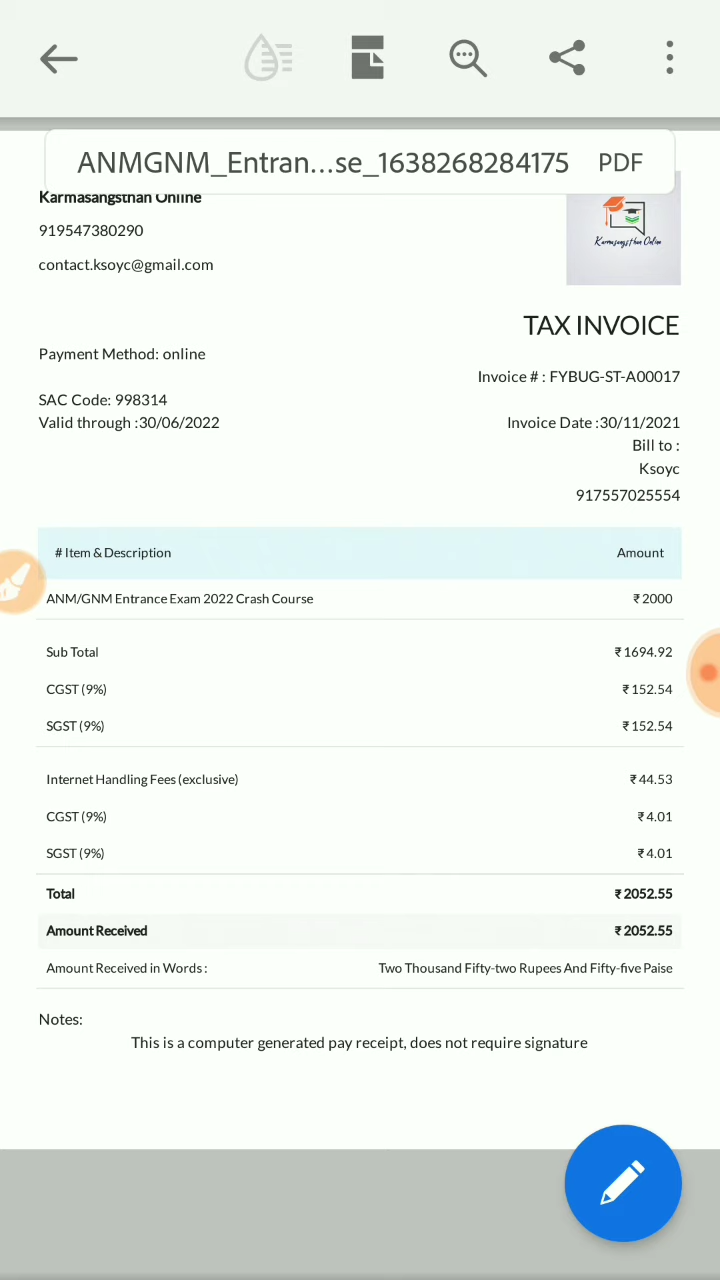 ANMGNM_Entran...se_1638268284175 PDF
Karmasangsthan Online
919547380290
contact.ksoyc@gmail.com
Karmasangsthan Online
TAX INVOICE
Payment Method: online
Invoice # : FYBUG-ST-A00017
SAC Code: 998314
Valid through :30/06/2022
Invoice Date :30/11/2021
Bill to :
Ksoyc
917557025554
# Item & Description Amount
ANM/GNM Entrance Exam 2022 Crash Course ₹ 2000
Sub Total ₹ 1694.92
CGST (9%) ₹ 152.54
SGST (9%) ₹ 152.54
Internet Handling Fees (exclusive) ₹ 44.53
CGST (9%) ₹ 4.01
SGST (9%) ₹ 4.01
Total ₹ 2052.55
Amount Received ₹ 2052.55
Amount Received in Words : Two Thousand Fifty-two Rupees And Fifty-five Paise
Notes:
This is a computer generated pay receipt, does not require signature